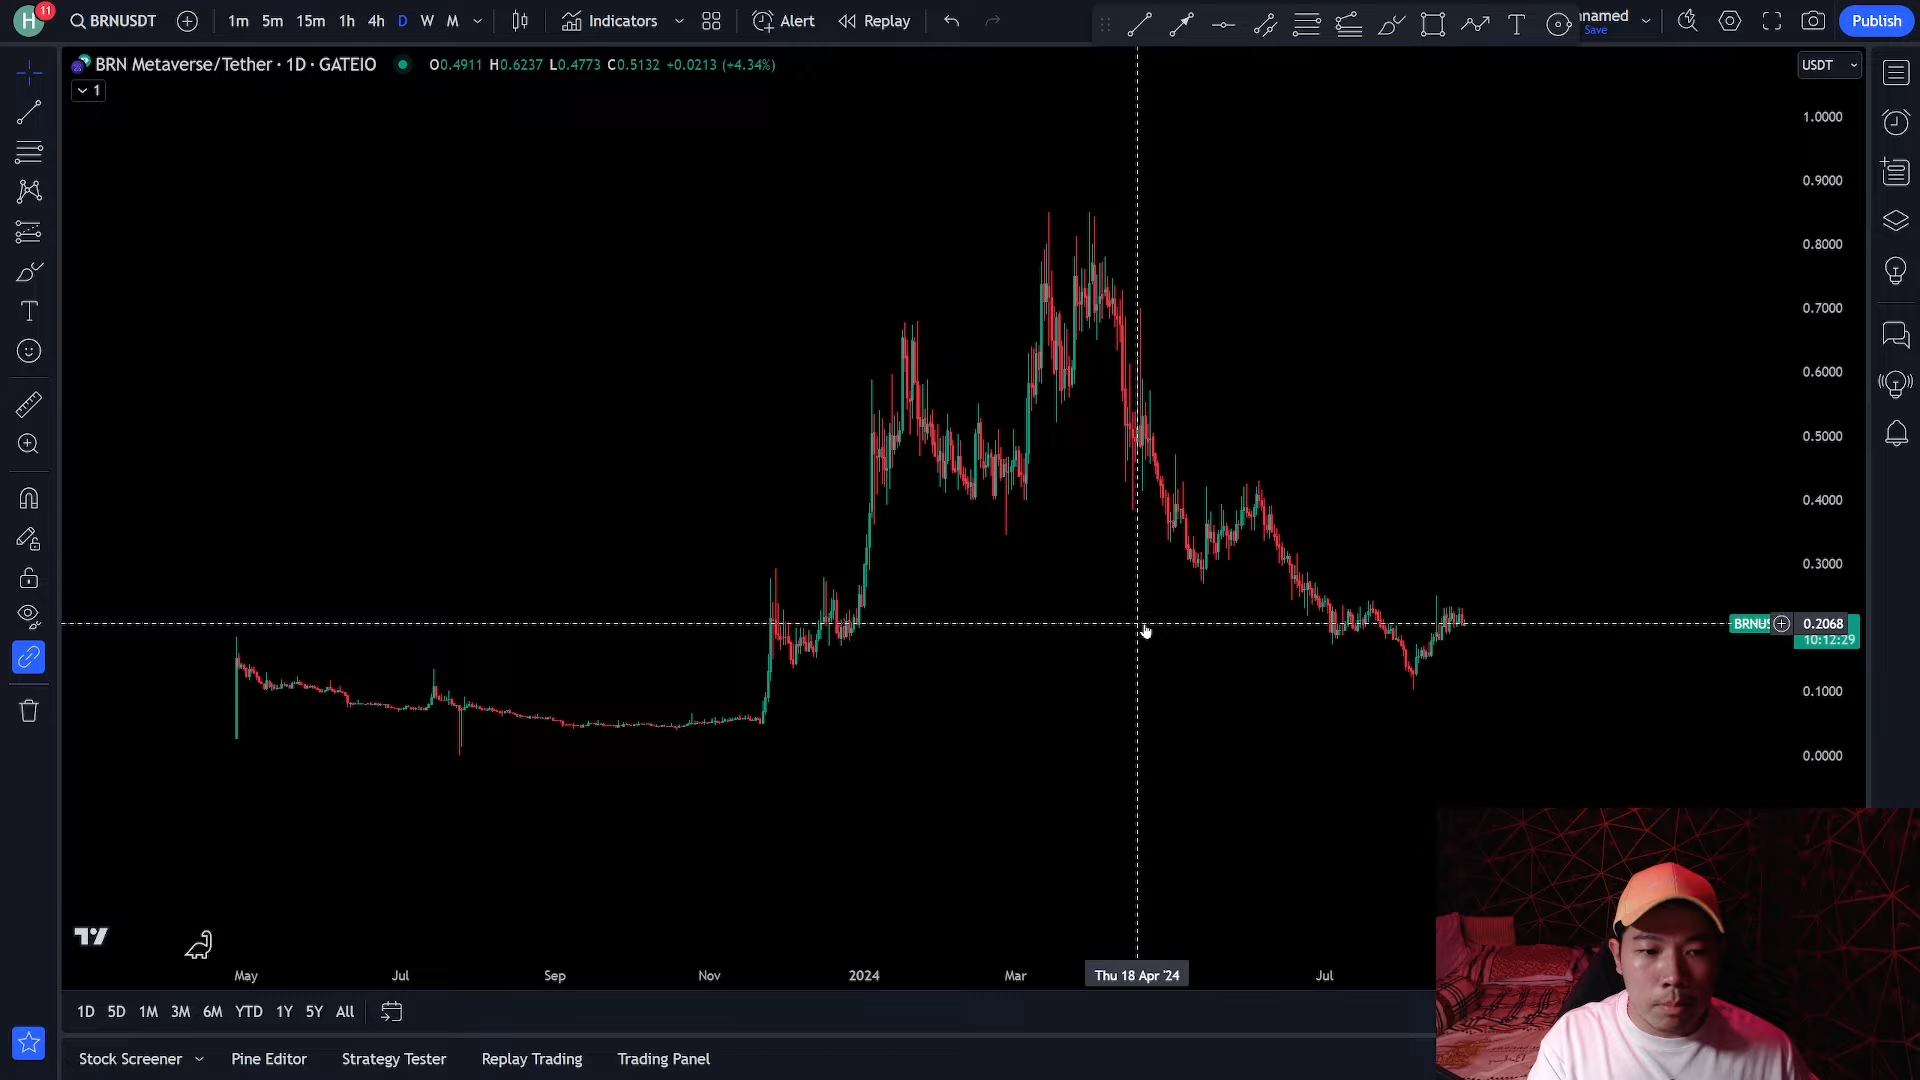 H
11
BRNUSDT
1m 5m 15m 1h 4h D W M
Indicators
Alert
Replay
nnamed
Save
Publish
BRN Metaverse/Tether · 1D · GATEIO
O0.4911 H0.6237 L0.4773 C0.5132 +0.0213 (+4.34%)
USDT
1
1.0000
0.9000
0.8000
0.7000
0.6000
0.5000
0.4000
0.3000
BRNUS
0.2068
10:12:29
0.1000
0.0000
May Jul Sep Nov 2024 Mar Thu 18 Apr '24 Jul
1D 5D 1M 3M 6M YTD 1Y 5Y All
Stock Screener Pine Editor Strategy Tester Replay Trading Trading Panel